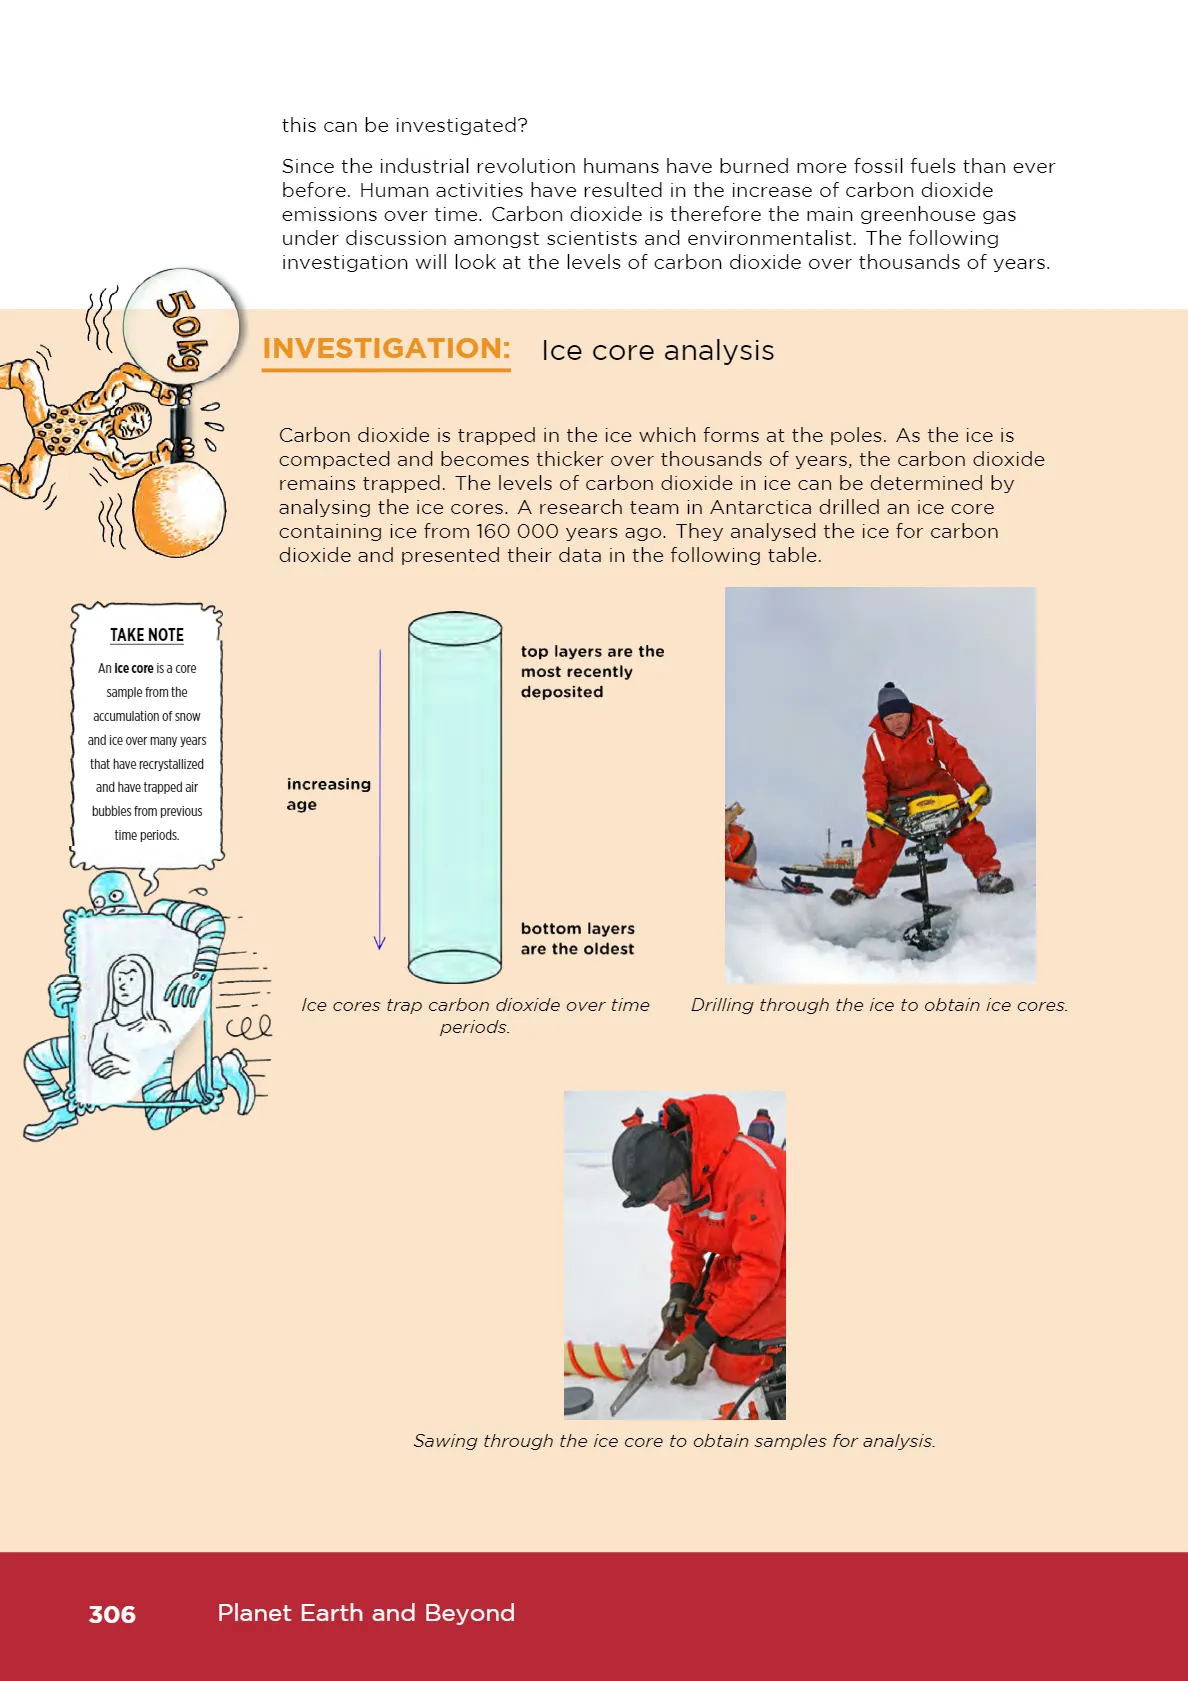 this can be investigated?
Since the industrial revolution humans have burned more fossil fuels than ever
before. Human activities have resulted in the increase of carbon dioxide
emissions over time. Carbon dioxide is therefore the main greenhouse gas
under discussion amongst scientists and environmentalist. The following
investigation will look at the levels of carbon dioxide over thousands of years.
50kg
INVESTIGATION: Ice core analysis
Carbon dioxide is trapped in the ice which forms at the poles. As the ice is
compacted and becomes thicker over thousands of years, the carbon dioxide
remains trapped. The levels of carbon dioxide in ice can be determined by
analysing the ice cores. A research team in Antarctica drilled an ice core
containing ice from 160 000 years ago. They analysed the ice for carbon
dioxide and presented their data in the following table.
TAKE NOTE
An Ice core is a core
sample from the
accumulation of snow
and ice over many years
that have recrystallized
and have trapped air
bubbles from previous
time periods.
top layers are the
most recently
deposited
increasing
age
bottom layers
are the oldest
Ice cores trap carbon dioxide over time
periods.
Drilling through the ice to obtain ice cores.
Sawing through the ice core to obtain samples for analysis.
306 Planet Earth and Beyond